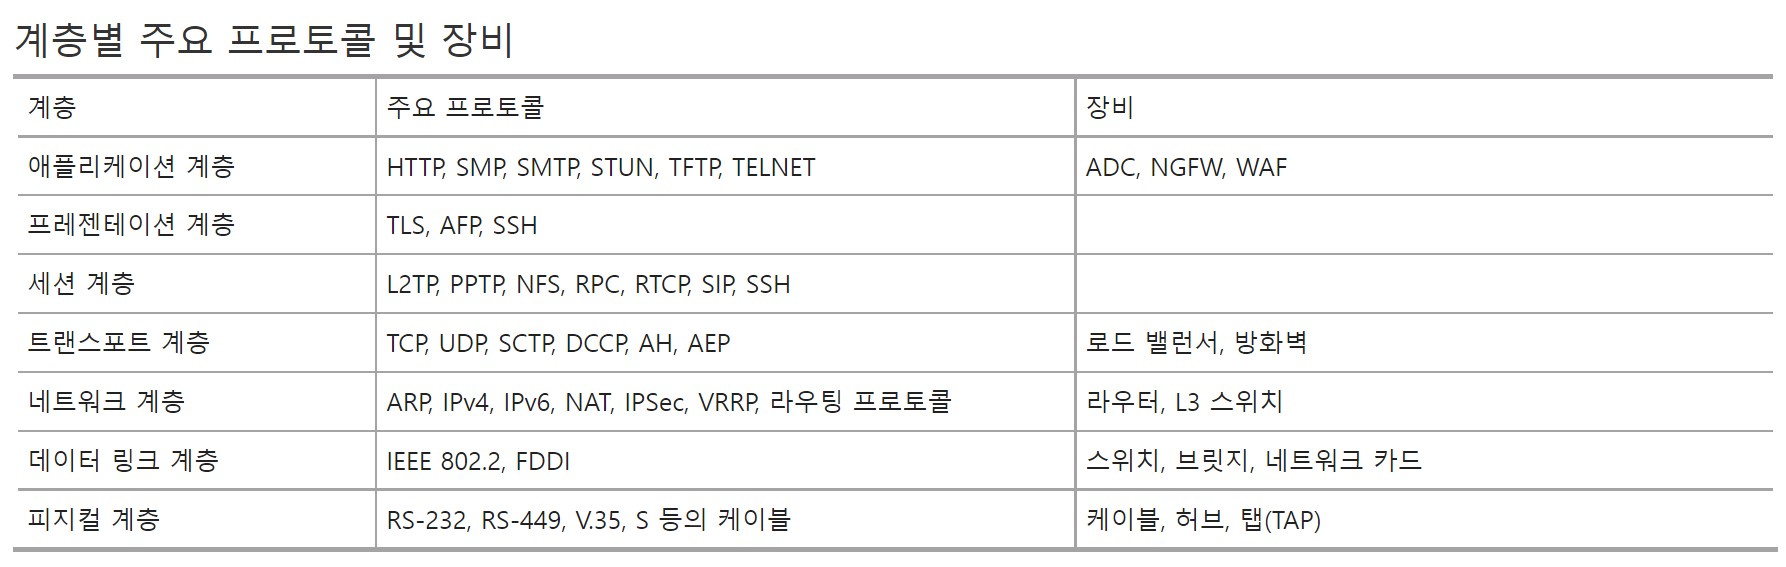 계층별 주요 프로토콜 및 장비
계층 주요 프로토콜 장비
애플리케이션 계층 HTTP, SMP, SMTP, STUN, TFTP, TELNET ADC, NGFW, WAF
프레젠테이션 계층 TLS, AFP, SSH
세션 계층 L2TP, PPTP, NFS, RPC, RTCP, SIP, SSH
트랜스포트 계층 TCP, UDP, SCTP, DCCP, AH, AEP 로드 밸런서, 방화벽
네트워크 계층 ARP, IPv4, IPv6, NAT, IPSec, VRRP, 라우팅 프로토콜 라우터, L3 스위치
데이터 링크 계층 IEEE 802.2, FDDI 스위치, 브릿지, 네트워크 카드
피지컬 계층 RS-232, RS-449, V.35, S 등의 케이블 케이블, 허브, 탭(TAP)